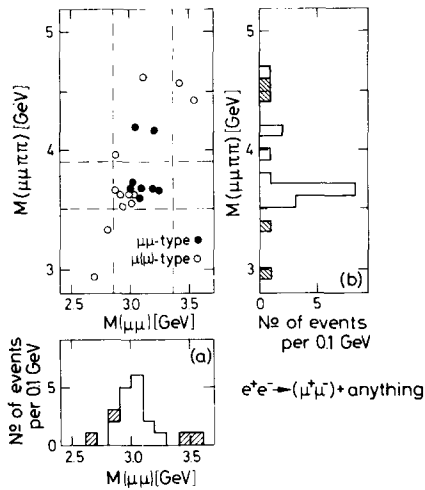 5
4
3
M(μμππ)[GeV]
2.5 3.0 3.5
M(μμ)[GeV]
μμ-type ●
μ(μ)-type ○
5
4
3
M(μμππ)[GeV]
0 5
Nº of events
per 0.1 GeV
(b)
(a)
Nº of events
per 0.1 GeV
5
0
2.5 3.0 3.5
M(μμ)[GeV]
e⁺e⁻→(μ⁺μ⁻)+anything